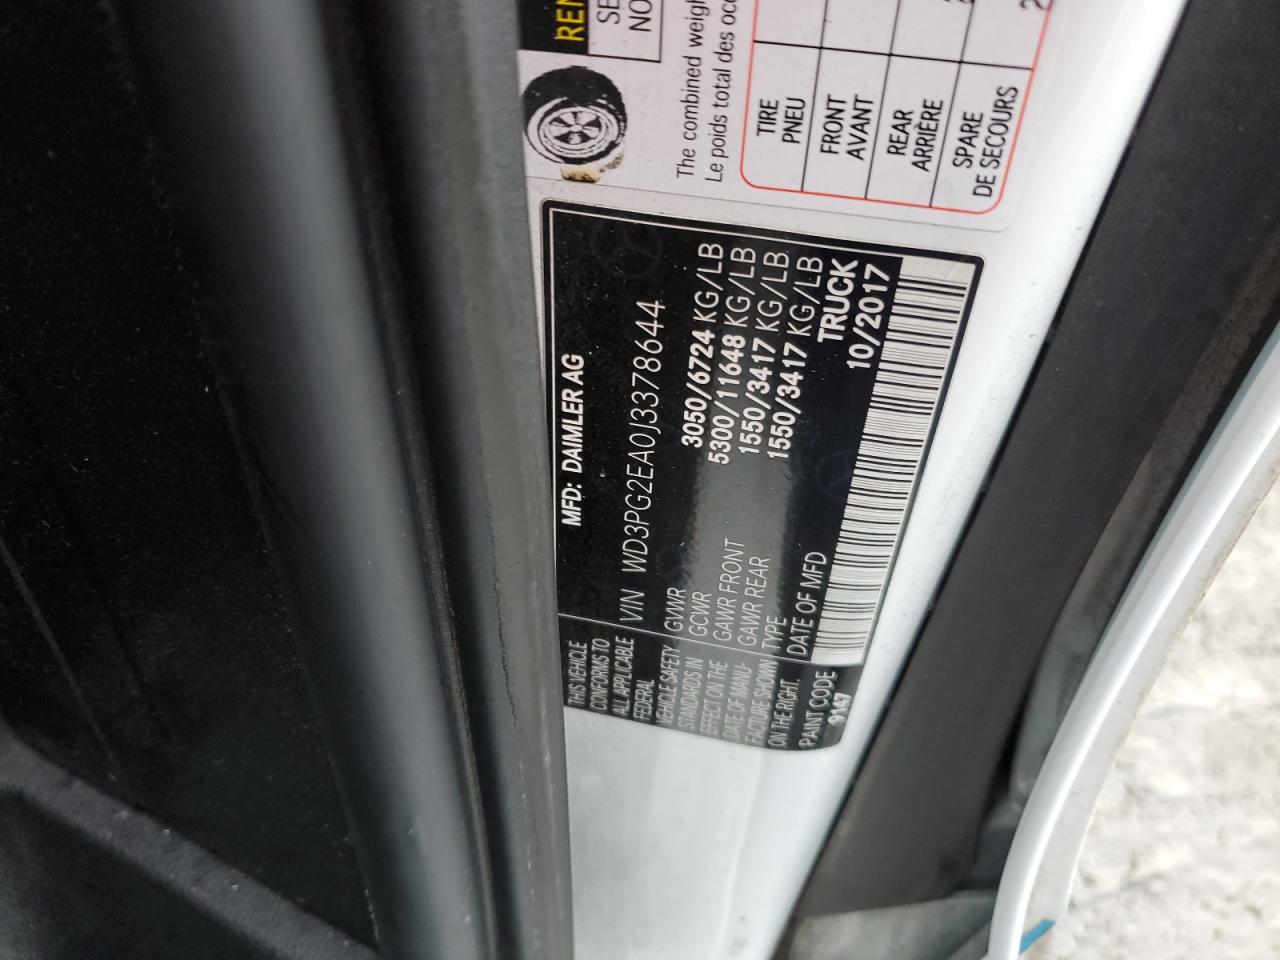 REN
SE
NO
The combined weigh
Le poids total des occ
TIRE
PNEU
FRONT
AVANT
REAR
ARRIÈRE
SPARE
DE SECOURS
MFD: DAIMLER AG
VIN WD3PG2EA0J3378644
GVWR 3050/6724 KG/LB
GCWR 5300/11648 KG/LB
GAWR FRONT 1550/3417 KG/LB
GAWR REAR 1550/3417 KG/LB
TYPE TRUCK
DATE OF MFD 10/2017
THIS VEHICLE
CONFORMS TO
ALL APPLICABLE
FEDERAL
VEHICLE SAFETY
STANDARDS IN
EFFECT ON THE
DATE OF MANU-
FACTURE SHOWN
ON THE RIGHT.
PAINT CODE
9147